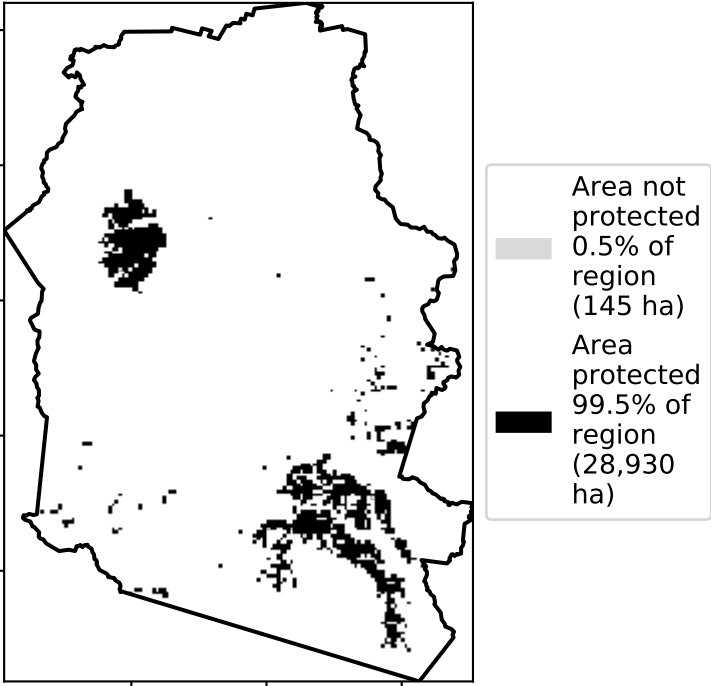 Area not
protected
0.5% of
region
(145 ha)
Area
protected
99.5% of
region
(28,930
ha)